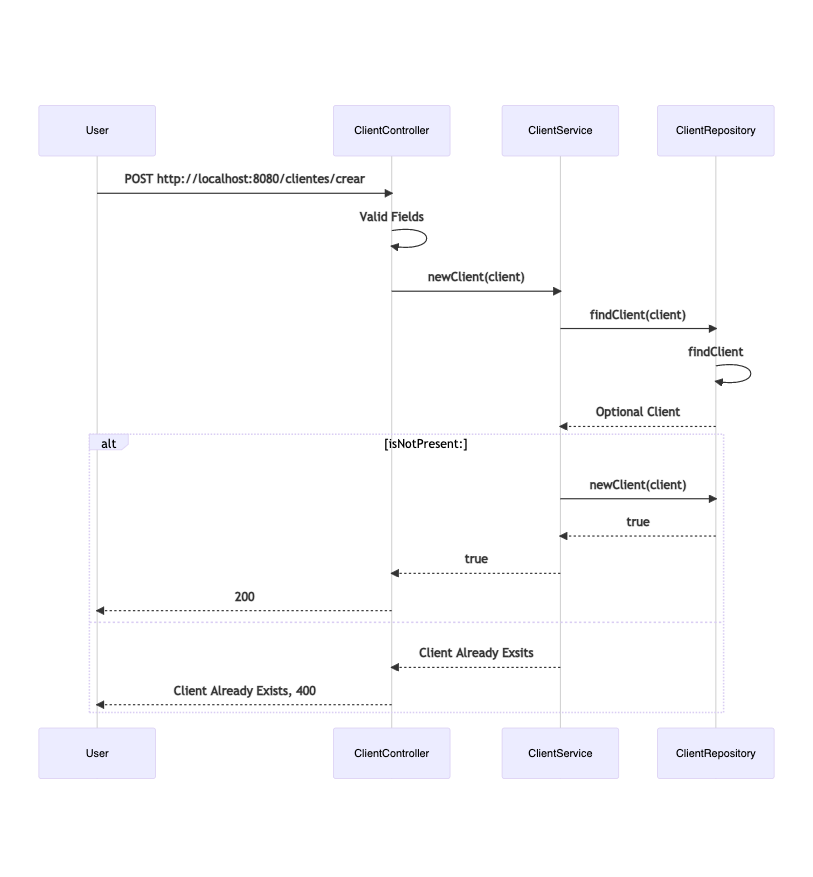 User
ClientController
ClientService
ClientRepository
POST http://localhost:8080/clientes/crear
Valid Fields
newClient(client)
findClient(client)
findClient
Optional Client
alt
[isNotPresent:]
newClient(client)
true
true
200
Client Already Exsits
Client Already Exists, 400
User
ClientController
ClientService
ClientRepository